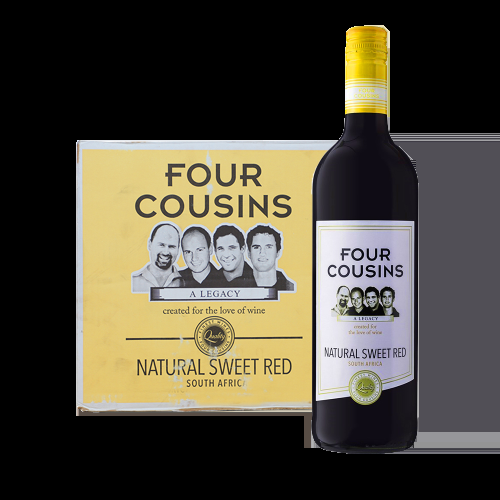 FOUR
COUSINS
A LEGACY
created for the love of wine
NATURAL SWEET RED
SOUTH AFRICA
FOUR
COUSINS
A LEGACY
created for
the love of wine
NATURAL SWEET RED
SOUTH AFRICA